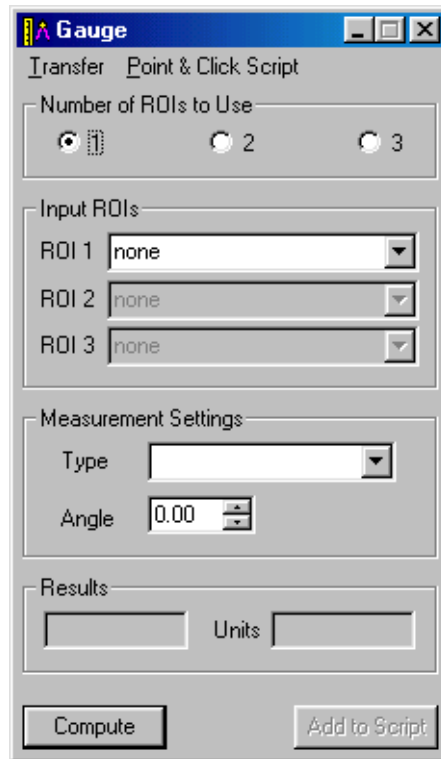 Gauge
Transfer Point & Click Script
Number of ROIs to Use
1 2 3
Input ROIs
ROI 1 none
ROI 2 none
ROI 3 none
Measurement Settings
Type
Angle 0.00
Results
Units
Compute Add to Script